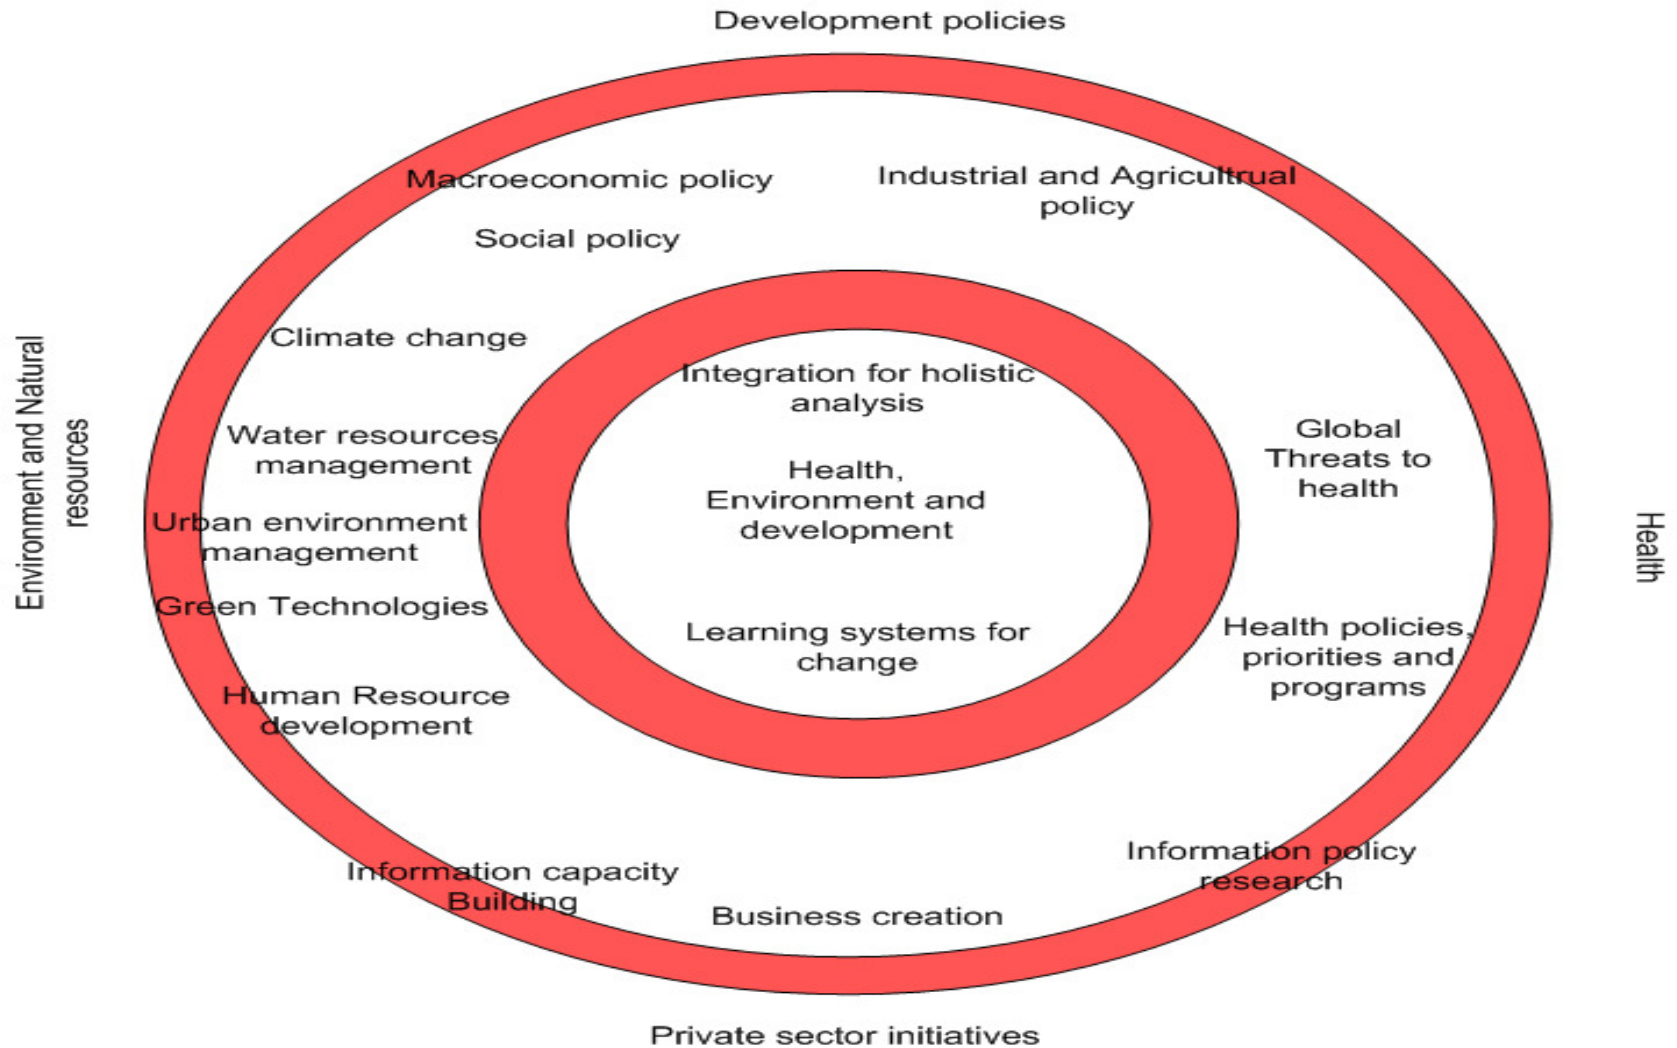 Development policies
Macroeconomic policy
Industrial and Agricultrual
policy
Social policy
Climate change
Environment and Natural
resources
Water resources
management
Urban environment
management
Green Technologies
Human Resource
development
Integration for holistic
analysis
Health,
Environment and
development
Learning systems for
change
Global
Threats to
health
Health policies,
priorities and
programs
Health
Information capacity
Building
Business creation
Information policy
research
Private sector initiatives